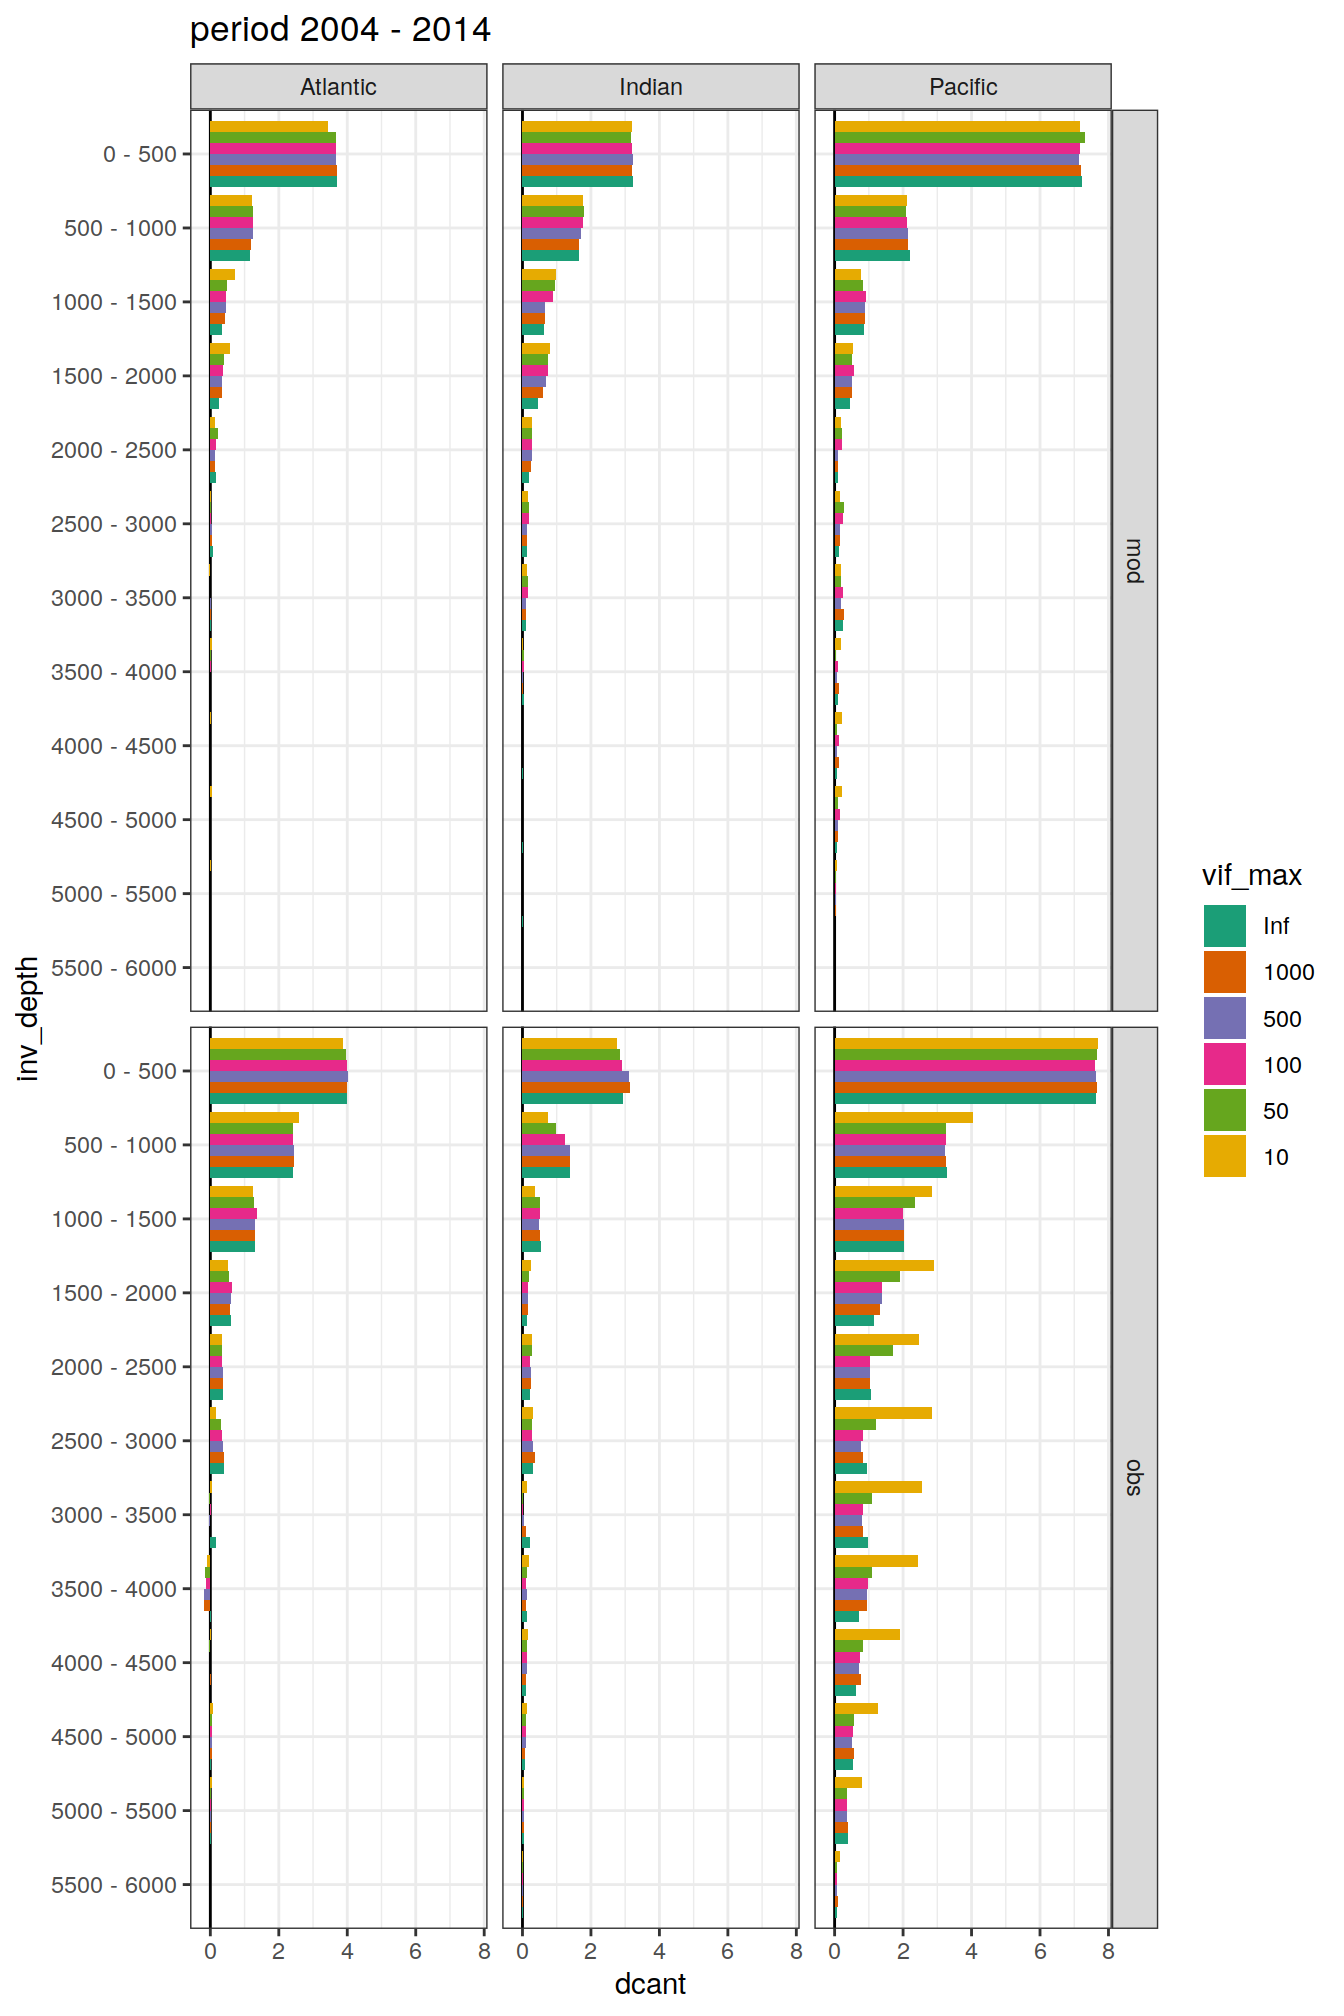 period 2004 - 2014
Atlantic
Indian
Pacific
0 - 500
500 - 1000
1000 - 1500
1500 - 2000
2000 - 2500
2500 - 3000
3000 - 3500
3500 - 4000
4000 - 4500
4500 - 5000
5000 - 5500
5500 - 6000
mod
inv_depth
0 - 500
500 - 1000
1000 - 1500
1500 - 2000
2000 - 2500
2500 - 3000
3000 - 3500
3500 - 4000
4000 - 4500
4500 - 5000
5000 - 5500
5500 - 6000
obs
0 2 4 6 8 0 2 4 6 8 0 2 4 6 8
dcant
vif_max
Inf
1000
500
100
50
10